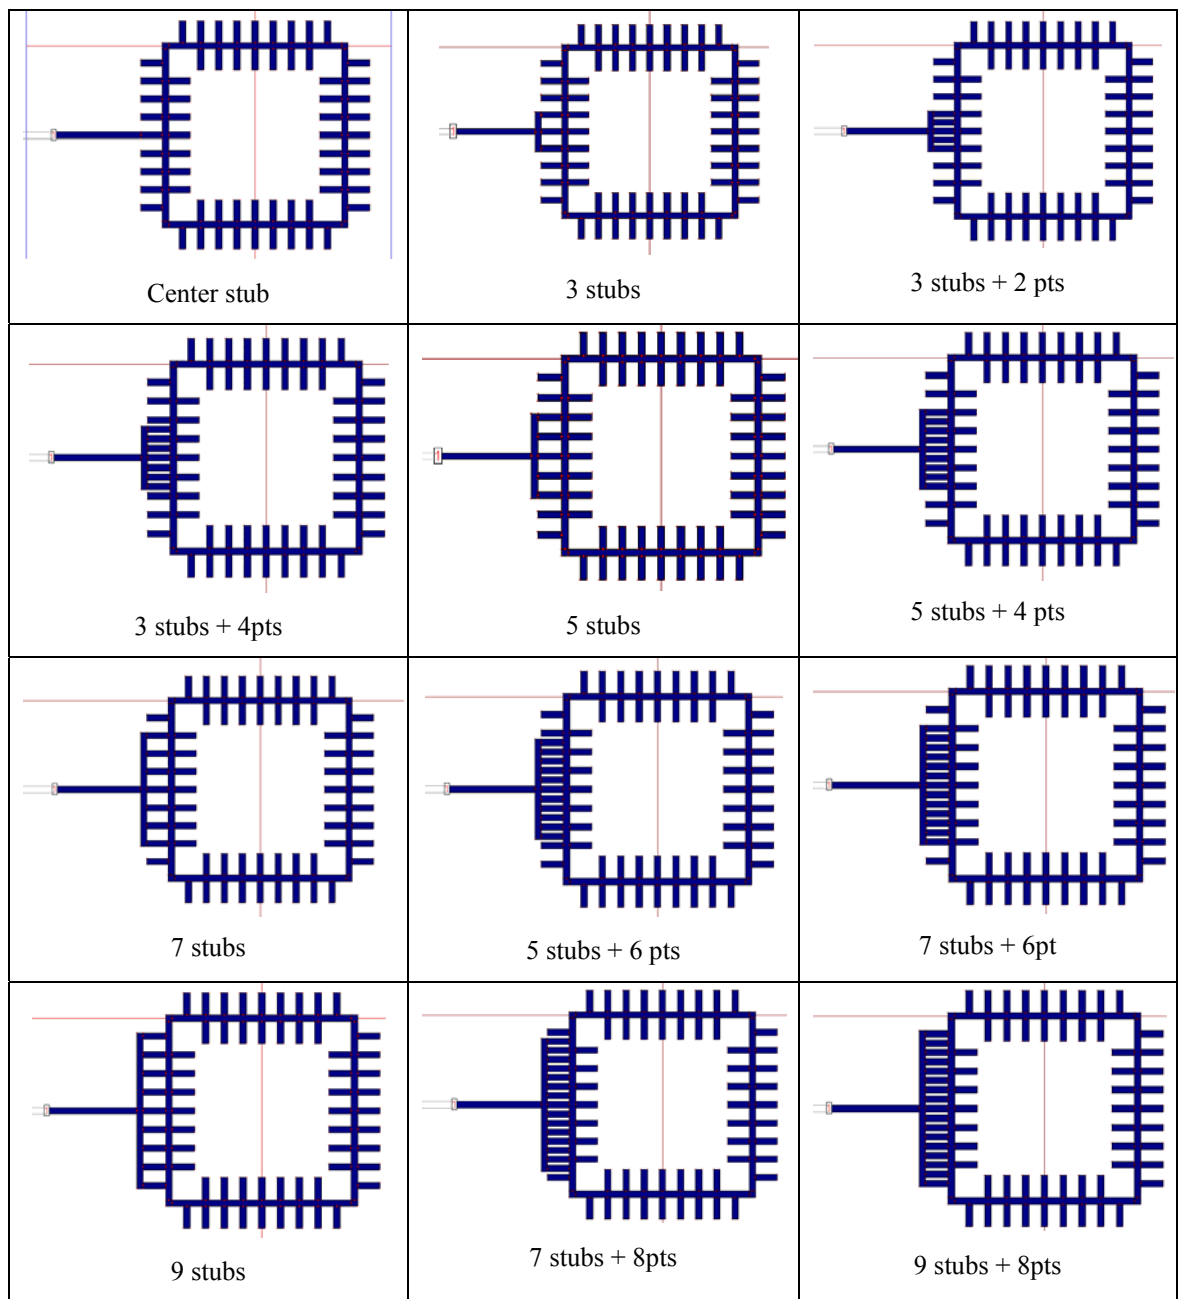 Center stub
3 stubs
3 stubs + 2 pts
3 stubs + 4pts
5 stubs
5 stubs + 4 pts
7 stubs
5 stubs + 6 pts
7 stubs + 6pt
9 stubs
7 stubs + 8pts
9 stubs + 8pts